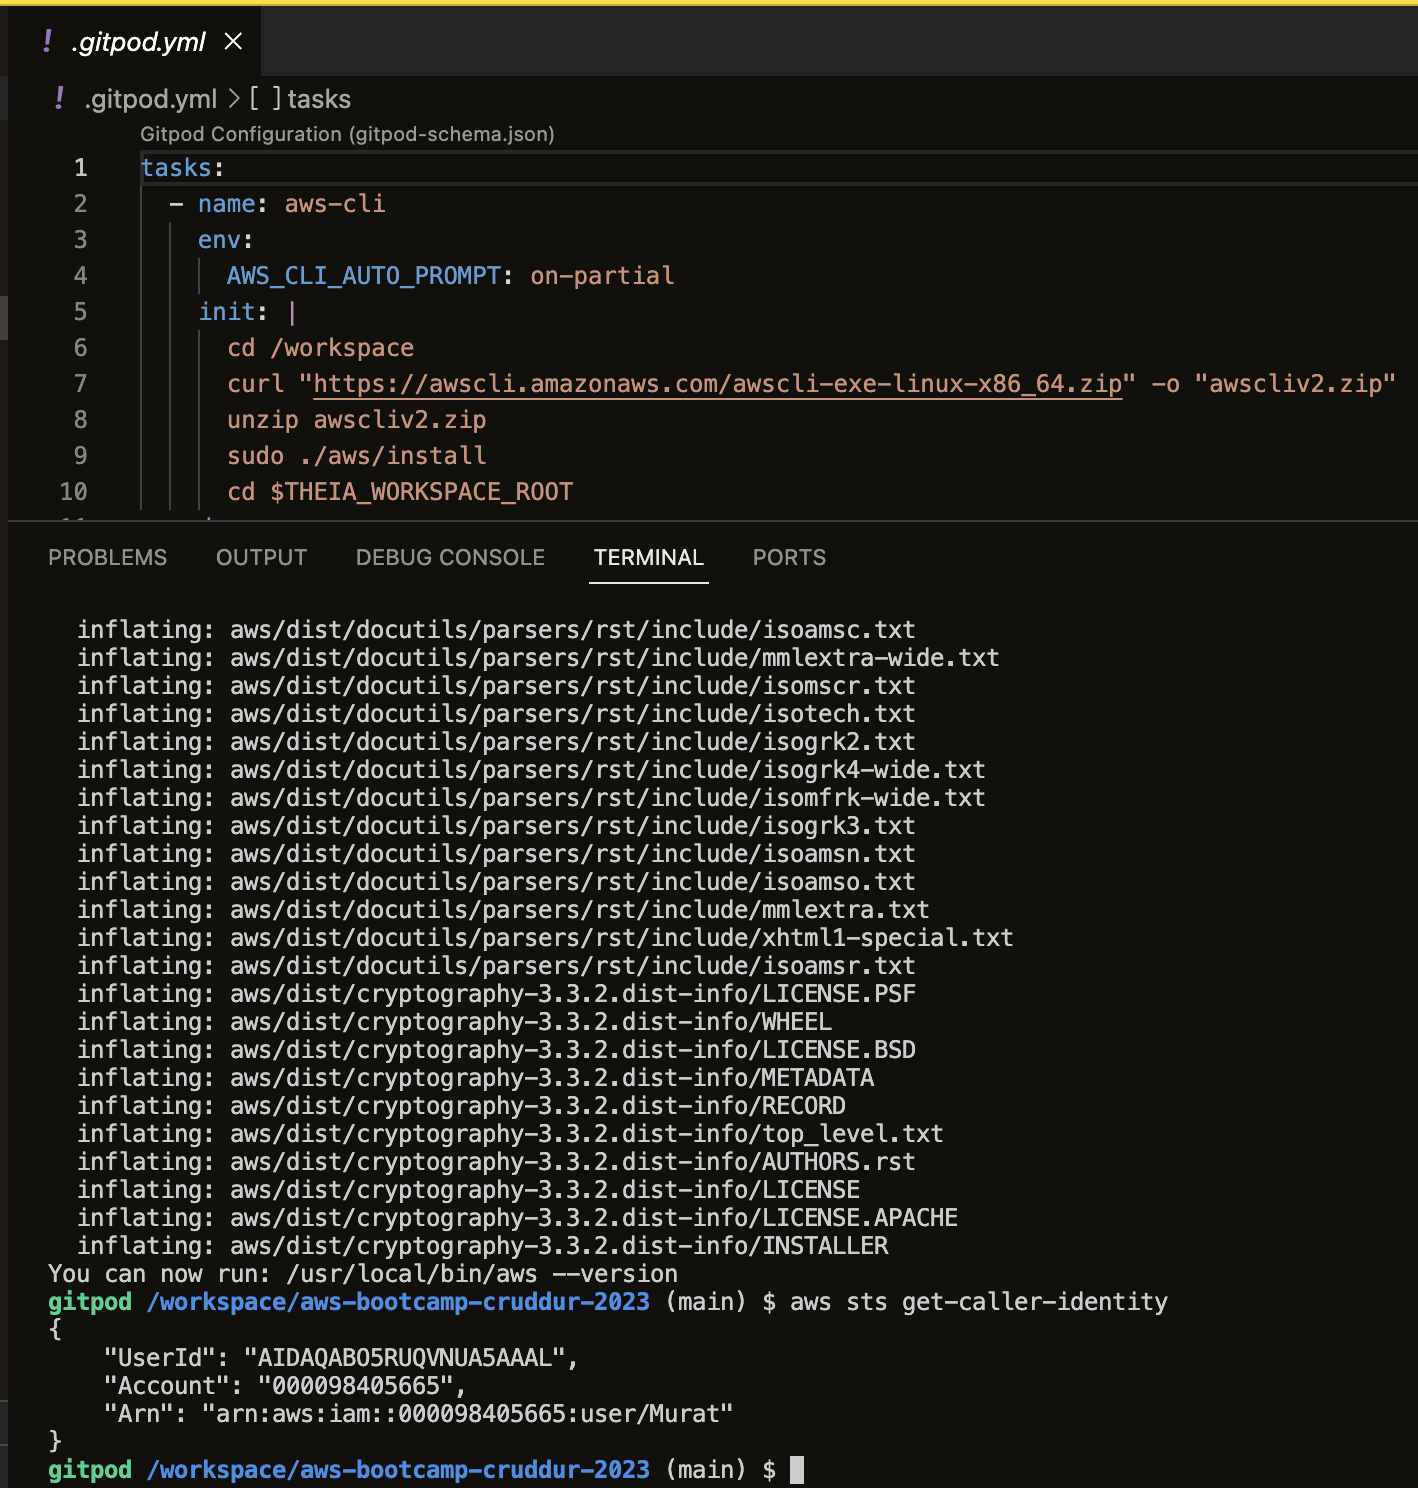 ! .gitpod.yml ×
! .gitpod.yml > [ ] tasks
Gitpod Configuration (gitpod-schema.json)
1 tasks:
2 - name: aws-cli
3 env:
4 AWS_CLI_AUTO_PROMPT: on-partial
5 init: |
6 cd /workspace
7 curl "https://awscli.amazonaws.com/awscli-exe-linux-x86_64.zip" -o "awscliv2.zip"
8 unzip awscliv2.zip
9 sudo ./aws/install
10 cd $THEIA_WORKSPACE_ROOT
PROBLEMS OUTPUT DEBUG CONSOLE TERMINAL PORTS
inflating: aws/dist/docutils/parsers/rst/include/isoamsc.txt
inflating: aws/dist/docutils/parsers/rst/include/mmlextra-wide.txt
inflating: aws/dist/docutils/parsers/rst/include/isomscr.txt
inflating: aws/dist/docutils/parsers/rst/include/isotech.txt
inflating: aws/dist/docutils/parsers/rst/include/isogrk2.txt
inflating: aws/dist/docutils/parsers/rst/include/isogrk4-wide.txt
inflating: aws/dist/docutils/parsers/rst/include/isomfrk-wide.txt
inflating: aws/dist/docutils/parsers/rst/include/isogrk3.txt
inflating: aws/dist/docutils/parsers/rst/include/isoamsn.txt
inflating: aws/dist/docutils/parsers/rst/include/isoamso.txt
inflating: aws/dist/docutils/parsers/rst/include/mmlextra.txt
inflating: aws/dist/docutils/parsers/rst/include/xhtml1-special.txt
inflating: aws/dist/docutils/parsers/rst/include/isoamsr.txt
inflating: aws/dist/cryptography-3.3.2.dist-info/LICENSE.PSF
inflating: aws/dist/cryptography-3.3.2.dist-info/WHEEL
inflating: aws/dist/cryptography-3.3.2.dist-info/LICENSE.BSD
inflating: aws/dist/cryptography-3.3.2.dist-info/METADATA
inflating: aws/dist/cryptography-3.3.2.dist-info/RECORD
inflating: aws/dist/cryptography-3.3.2.dist-info/top_level.txt
inflating: aws/dist/cryptography-3.3.2.dist-info/AUTHORS.rst
inflating: aws/dist/cryptography-3.3.2.dist-info/LICENSE
inflating: aws/dist/cryptography-3.3.2.dist-info/LICENSE.APACHE
inflating: aws/dist/cryptography-3.3.2.dist-info/INSTALLER
You can now run: /usr/local/bin/aws --version
gitpod /workspace/aws-bootcamp-cruddur-2023 (main) $ aws sts get-caller-identity
{
"UserId": "AIDAQABO5RUQVNUA5AAAL",
"Account": "000098405665",
"Arn": "arn:aws:iam::000098405665:user/Murat"
}
gitpod /workspace/aws-bootcamp-cruddur-2023 (main) $